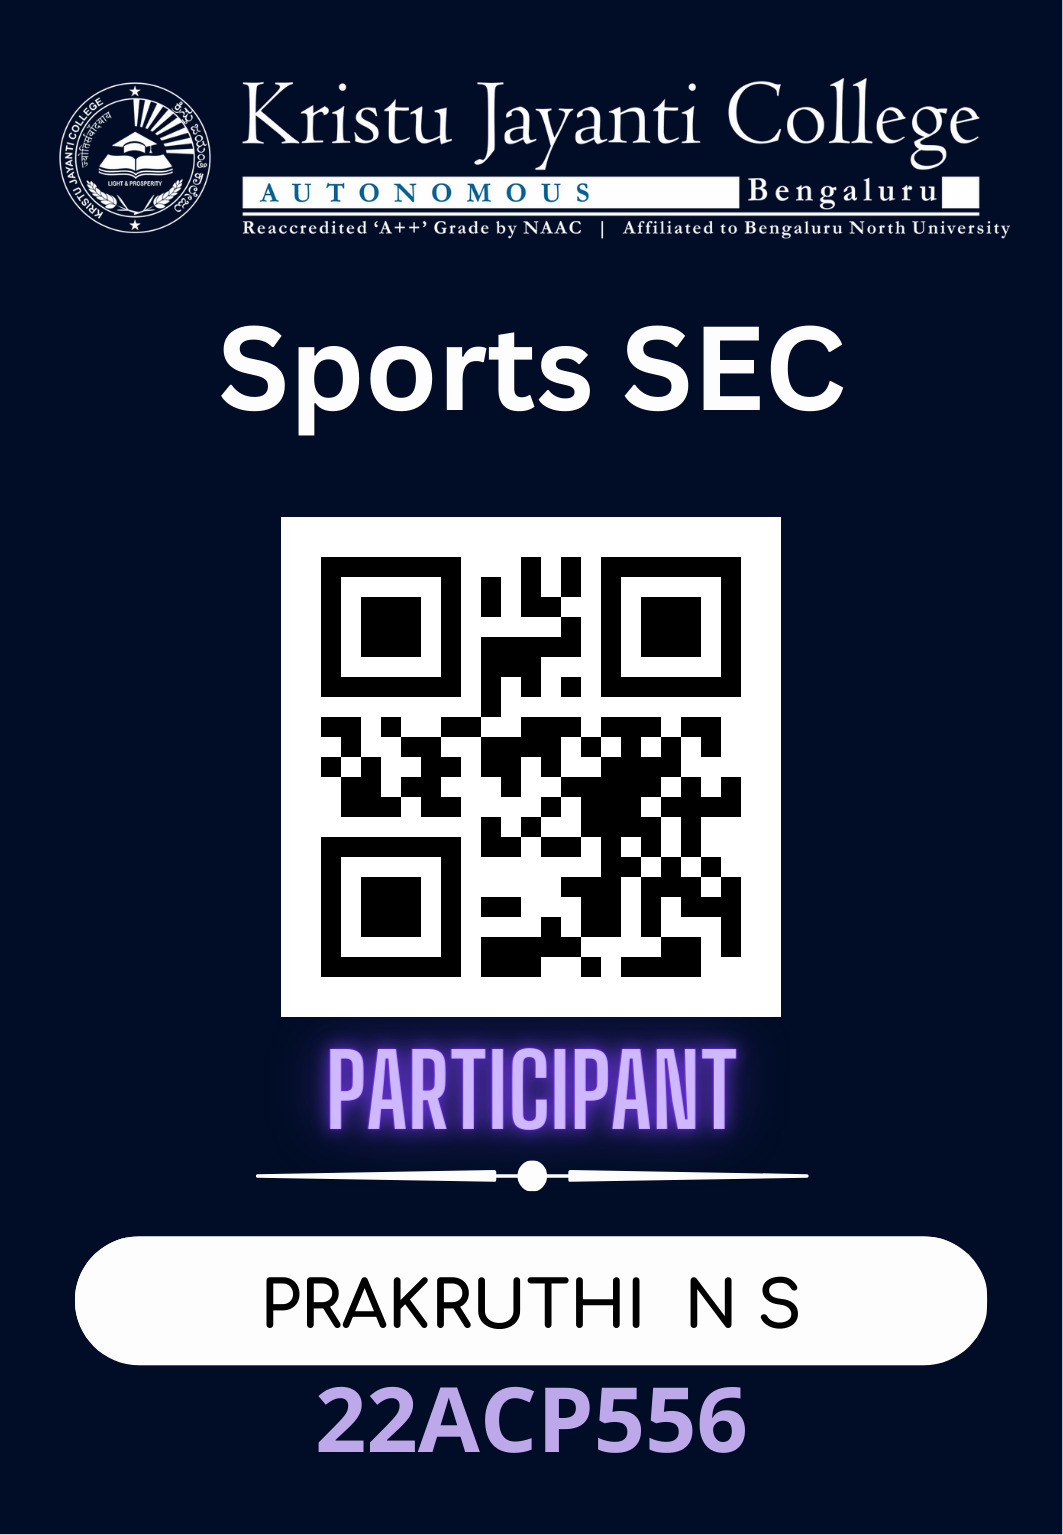 Kristu Jayanti College
AUTONOMOUS Bengaluru
Reaccredited ‘A++’ Grade by NAAC | Affiliated to Bengaluru North University
KRISTU JAYANTI COLLEGE
LIGHT & PROSPERITY
Sports SEC
PARTICIPANT
PRAKRUTHI N S
22ACP556